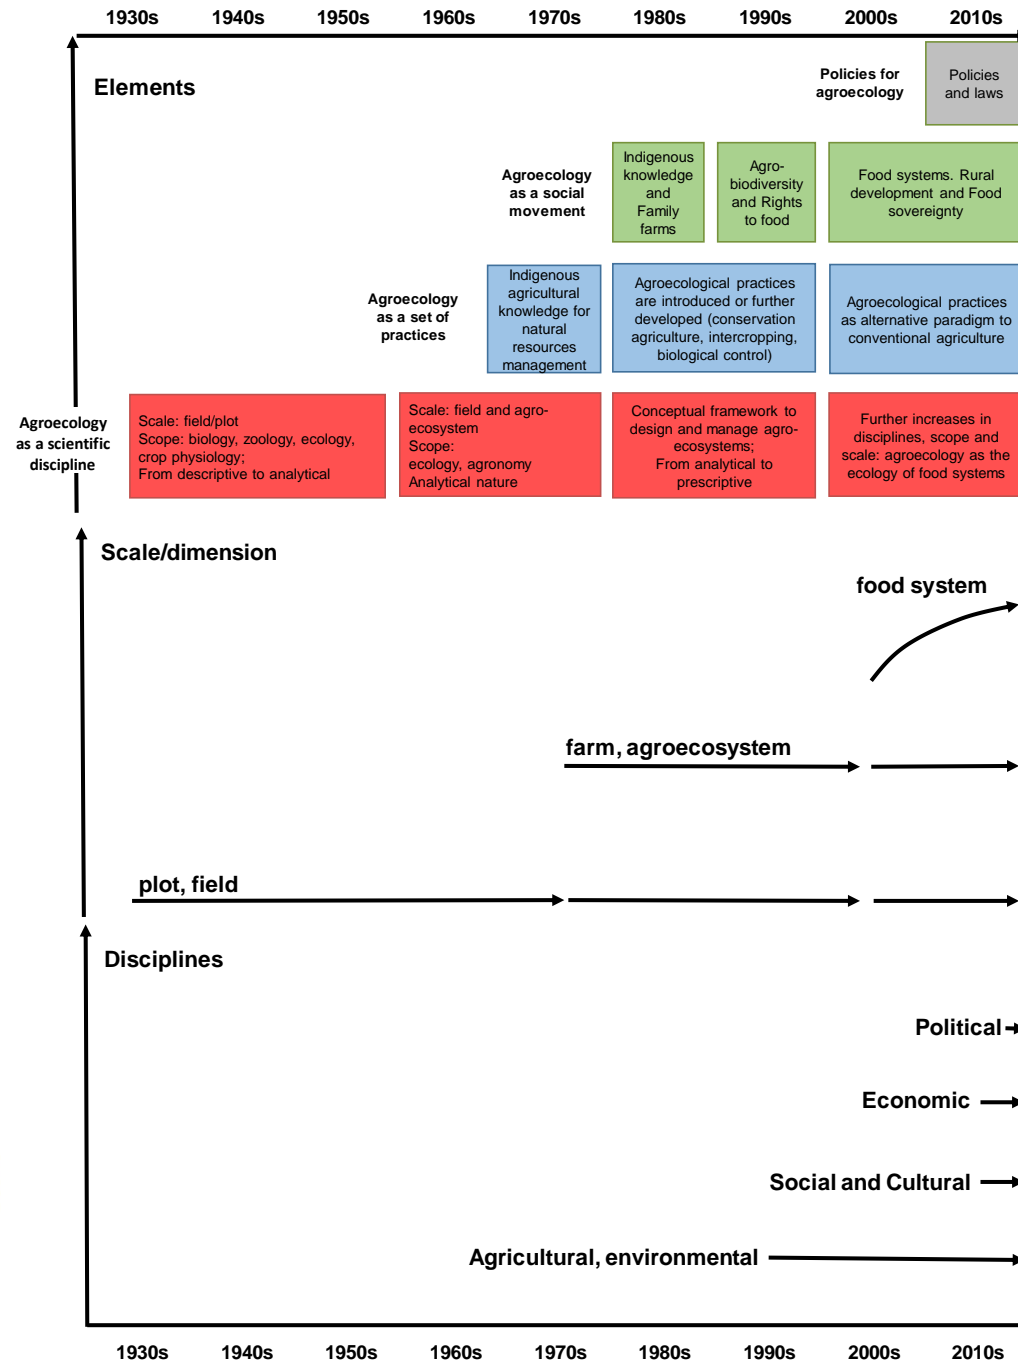 1930s 1940s 1950s 1960s 1970s 1980s 1990s 2000s 2010s
Elements
Policies for
agroecology
Policies
and laws
Agroecology
as a social
movement
Indigenous
knowledge
and
Family
farms
Agro-
biodiversity
and Rights
to food
Food systems. Rural
development and Food
sovereignty
Agroecology
as a set of
practices
Indigenous
agricultural
knowledge for
natural
resources
management
Agroecological practices
are introduced or further
developed (conservation
agriculture, intercropping,
biological control)
Agroecological practices
as alternative paradigm to
conventional agriculture
Agroecology
as a scientific
discipline
Scale: field/plot
Scope: biology, zoology, ecology,
crop physiology;
From descriptive to analytical
Scale: field and agro-
ecosystem
Scope:
ecology, agronomy
Analytical nature
Conceptual framework to
design and manage agro-
ecosystems;
From analytical to
prescriptive
Further increases in
disciplines, scope and
scale: agroecology as the
ecology of food systems
Scale/dimension
food system
farm, agroecosystem
plot, field
Disciplines
Political
Economic
Social and Cultural
Agricultural, environmental
1930s 1940s 1950s 1960s 1970s 1980s 1990s 2000s 2010s